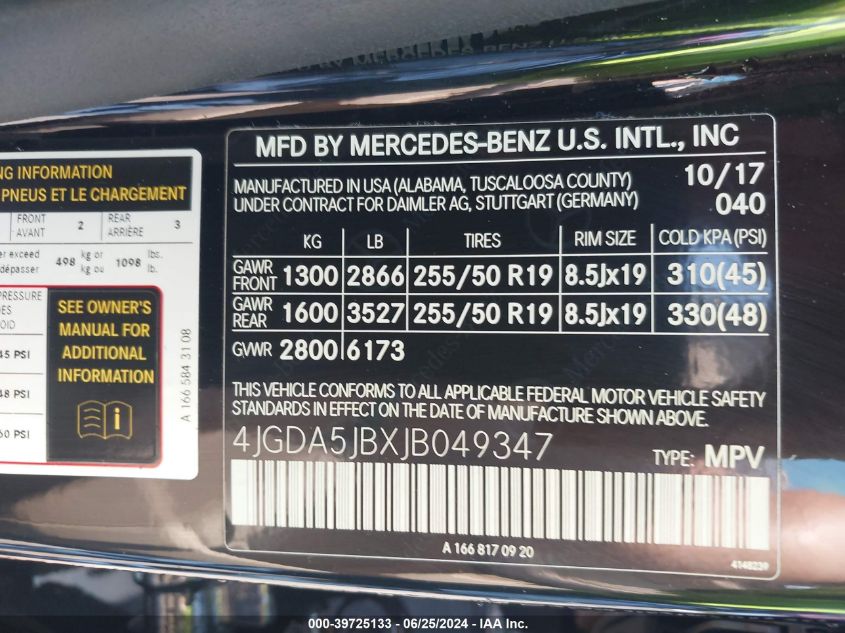 NG INFORMATION
PNEUS ET LE CHARGEMENT
FRONT AVANT 2 REAR ARRIÈRE 3
er exceed 498 kg or 1098 lbs.
dépasser kg ou lb.
PRESSURE
45 PSI
48 PSI
60 PSI
SEE OWNER'S
MANUAL FOR
ADDITIONAL
INFORMATION
A 166 584 31 08
MFD BY MERCEDES-BENZ U.S. INTL., INC
MANUFACTURED IN USA (ALABAMA, TUSCALOOSA COUNTY) 10/17
UNDER CONTRACT FOR DAIMLER AG, STUTTGART (GERMANY) 040
KG LB TIRES RIM SIZE COLD KPA(PSI)
GAWR FRONT 1300 2866 255/50 R19 8.5Jx19 310(45)
GAWR REAR 1600 3527 255/50 R19 8.5Jx19 330(48)
GVWR 2800 6173
THIS VEHICLE CONFORMS TO ALL APPLICABLE FEDERAL MOTOR VEHICLE SAFETY
STANDARDS IN EFFECT ON THE DATE OF MANUFACTURE SHOWN ABOVE.
4JGDA5JBXJB049347 TYPE: MPV
A 166 817 09 20
4148239
000-39725133 - 06/25/2024 - IAA Inc.